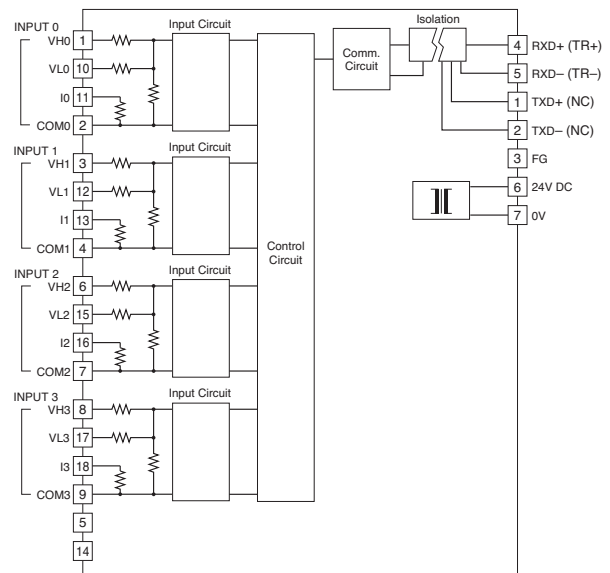 INPUT 0
VH0 1
VL0 10
I0 11
COM0 2
Input Circuit
INPUT 1
VH1 3
VL1 12
I1 13
COM1 4
Input Circuit
INPUT 2
VH2 6
VL2 15
I2 16
COM2 7
Input Circuit
INPUT 3
VH3 8
VL3 17
I3 18
COM3 9
Input Circuit
5
14
Control
Circuit
Comm.
Circuit
Isolation
4 RXD+ (TR+)
5 RXD– (TR–)
1 TXD+ (NC)
2 TXD– (NC)
3 FG
6 24V DC
7 0V